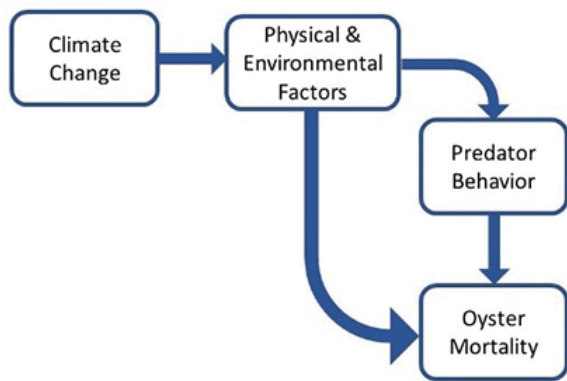 Climate
Change
Physical &
Environmental
Factors
Predator
Behavior
Oyster
Mortality